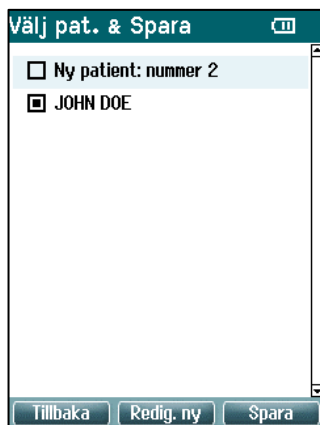 Välj pat. & Spara
Ny patient: nummer 2
JOHN DOE
Tillbaka
Redig. ny
Spara